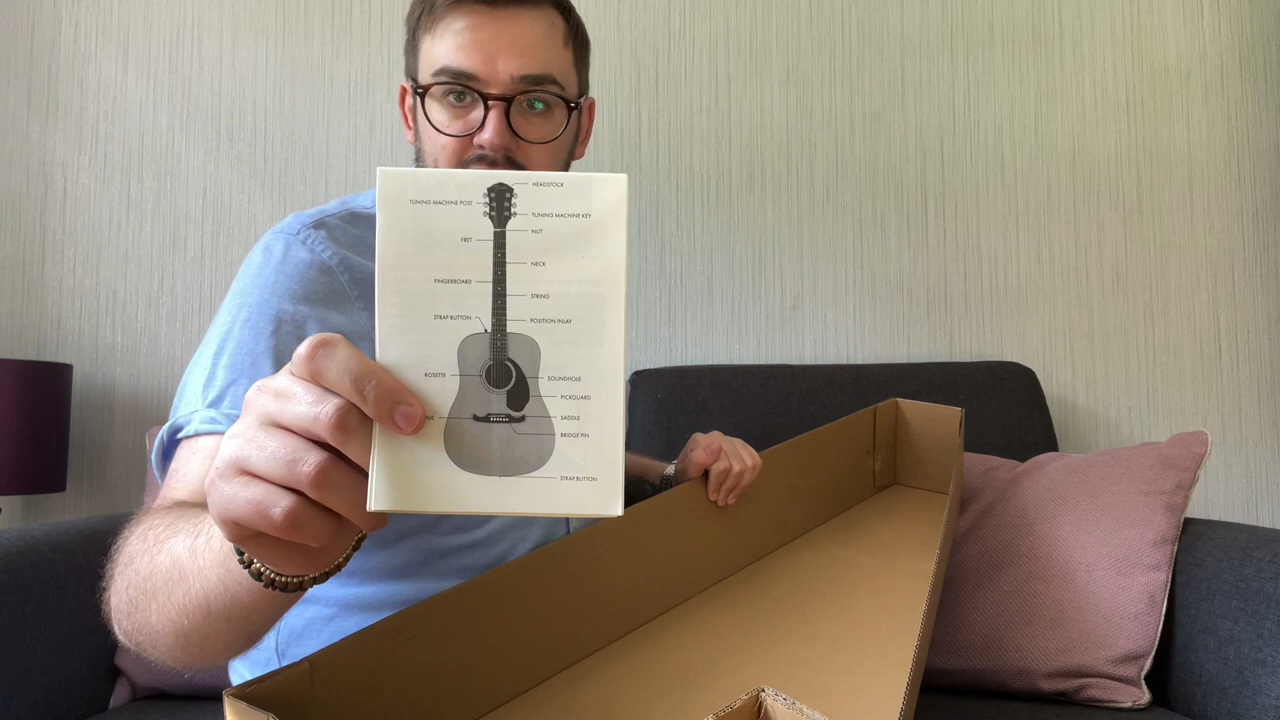 HEADSTOCK
TUNING MACHINE POST
TUNING MACHINE KEY
NUT
FRET
NECK
FINGERBOARD
STRING
STRAP BUTTON
POSITION INLAY
ROSETTE
SOUNDHOLE
PICKGUARD
SADDLE
BRIDGE PIN
STRAP BUTTON